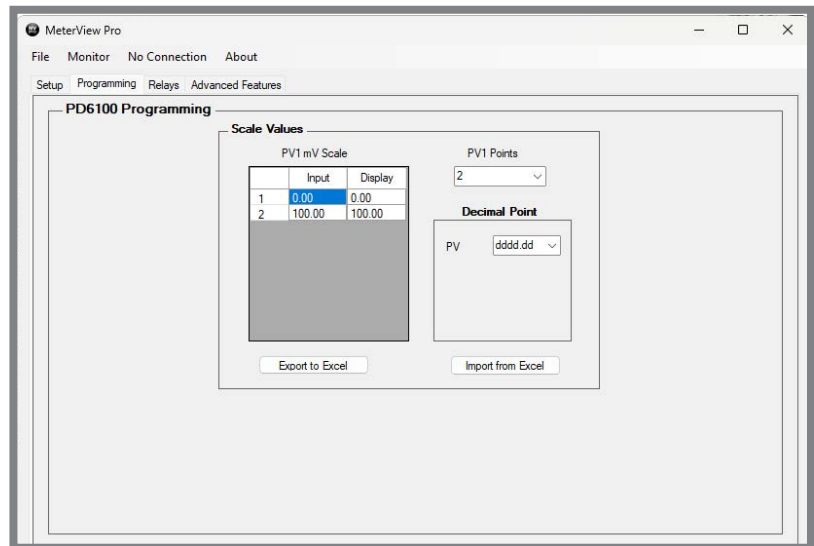 MeterView Pro
File Monitor No Connection About
Setup Programming Relays Advanced Features
PD6100 Programming
Scale Values
PV1 mV Scale
Input Display
1 0.00 0.00
2 100.00 100.00
Export to Excel
PV1 Points
2
Decimal Point
PV dddd.dd
Import from Excel